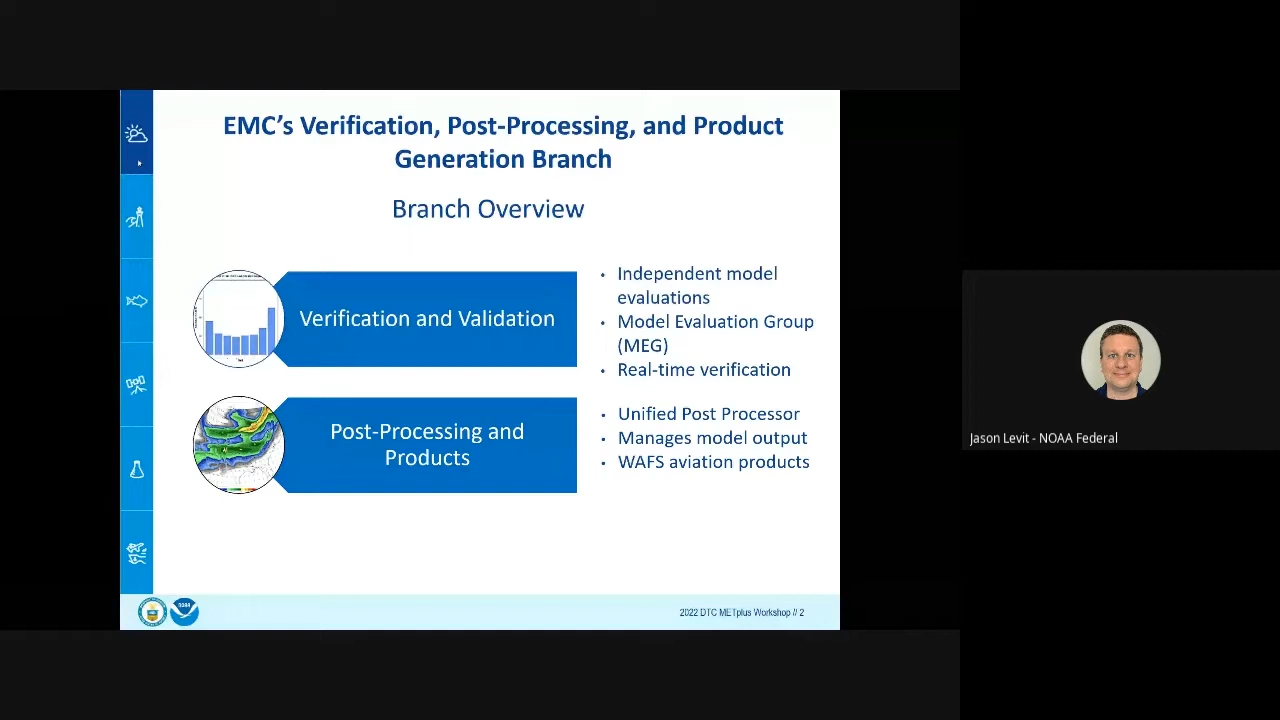 EMC’s Verification, Post-Processing, and Product
Generation Branch
Branch Overview
Verification and Validation
• Independent model
evaluations
• Model Evaluation Group
(MEG)
• Real-time verification
Post-Processing and
Products
• Unified Post Processor
• Manages model output
• WAFS aviation products
2022 DTC METplus Workshop // 2
Jason Levit - NOAA Federal